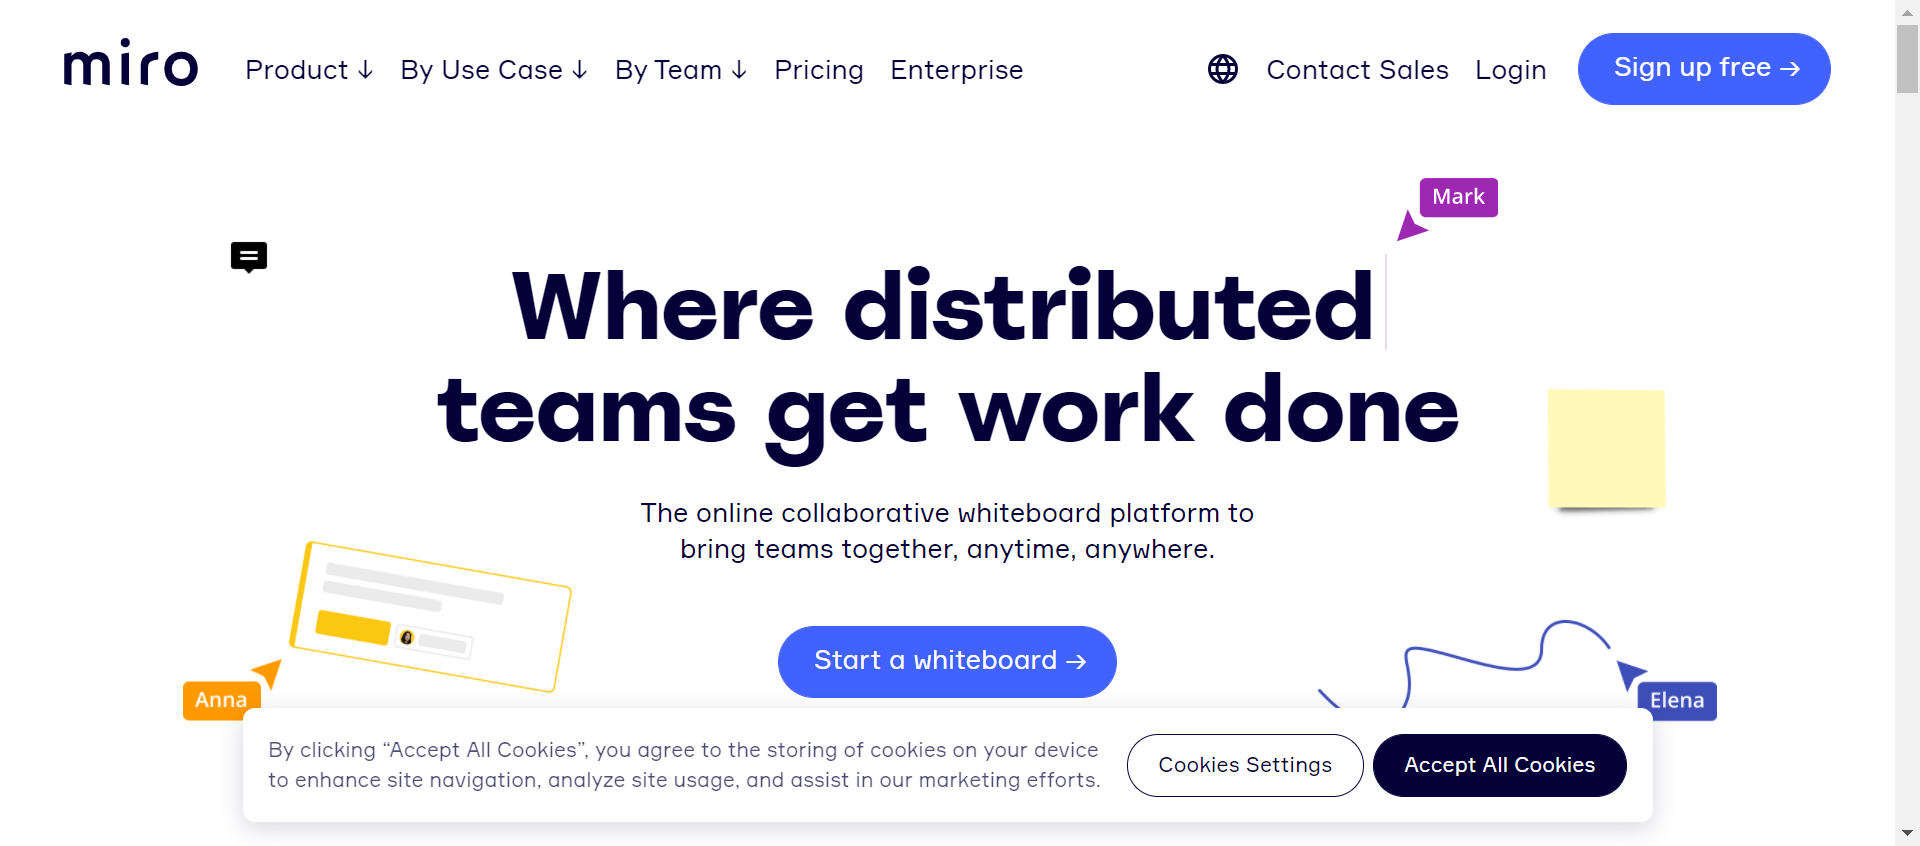 miro
Product ↓ By Use Case ↓ By Team ↓ Pricing Enterprise Contact Sales Login Sign up free →
Mark
Where distributed
teams get work done
The online collaborative whiteboard platform to
bring teams together, anytime, anywhere.
Start a whiteboard →
Anna
Elena
By clicking “Accept All Cookies”, you agree to the storing of cookies on your device
to enhance site navigation, analyze site usage, and assist in our marketing efforts.
Cookies Settings
Accept All Cookies